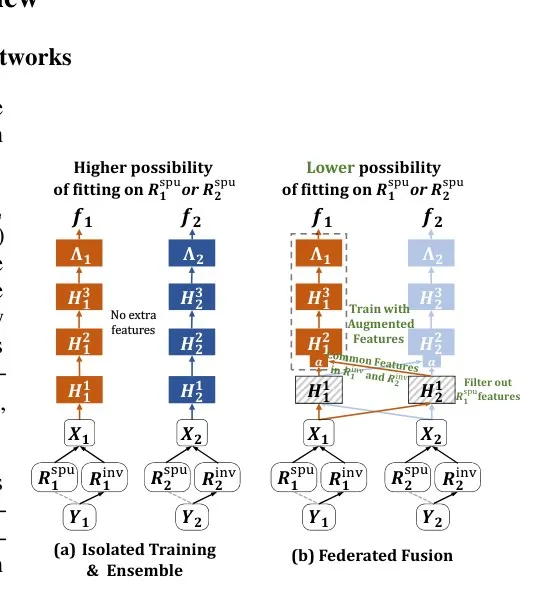 ew
tworks
e
n
,
)
e
e
y
s
–
,
s
–
–
n
Higher possibility
of fitting on R₁ˢᵖᵘ or R₂ˢᵖᵘ
f₁ f₂
Λ₁ Λ₂
H₁³ H₂³
No extra
features
H₁² H₂²
H₁¹ H₂¹
X₁ X₂
R₁ˢᵖᵘ R₁ⁱⁿᵛ R₂ˢᵖᵘ R₂ⁱⁿᵛ
Y₁ Y₂
(a) Isolated Training
& Ensemble
Lower possibility
of fitting on R₁ˢᵖᵘ or R₂ˢᵖᵘ
f₁ f₂
Λ₁ Λ₂
H₁³ H₂³
Train with
Augmented
Features
H₁² H₂²
a a
Common Features
in R₁ⁱⁿᵛ and R₂ⁱⁿᵛ
H₁¹ H₂¹
Filter out
R₁ˢᵖᵘ features
X₁ X₂
R₁ˢᵖᵘ R₁ⁱⁿᵛ R₂ˢᵖᵘ R₂ⁱⁿᵛ
Y₁ Y₂
(b) Federated Fusion